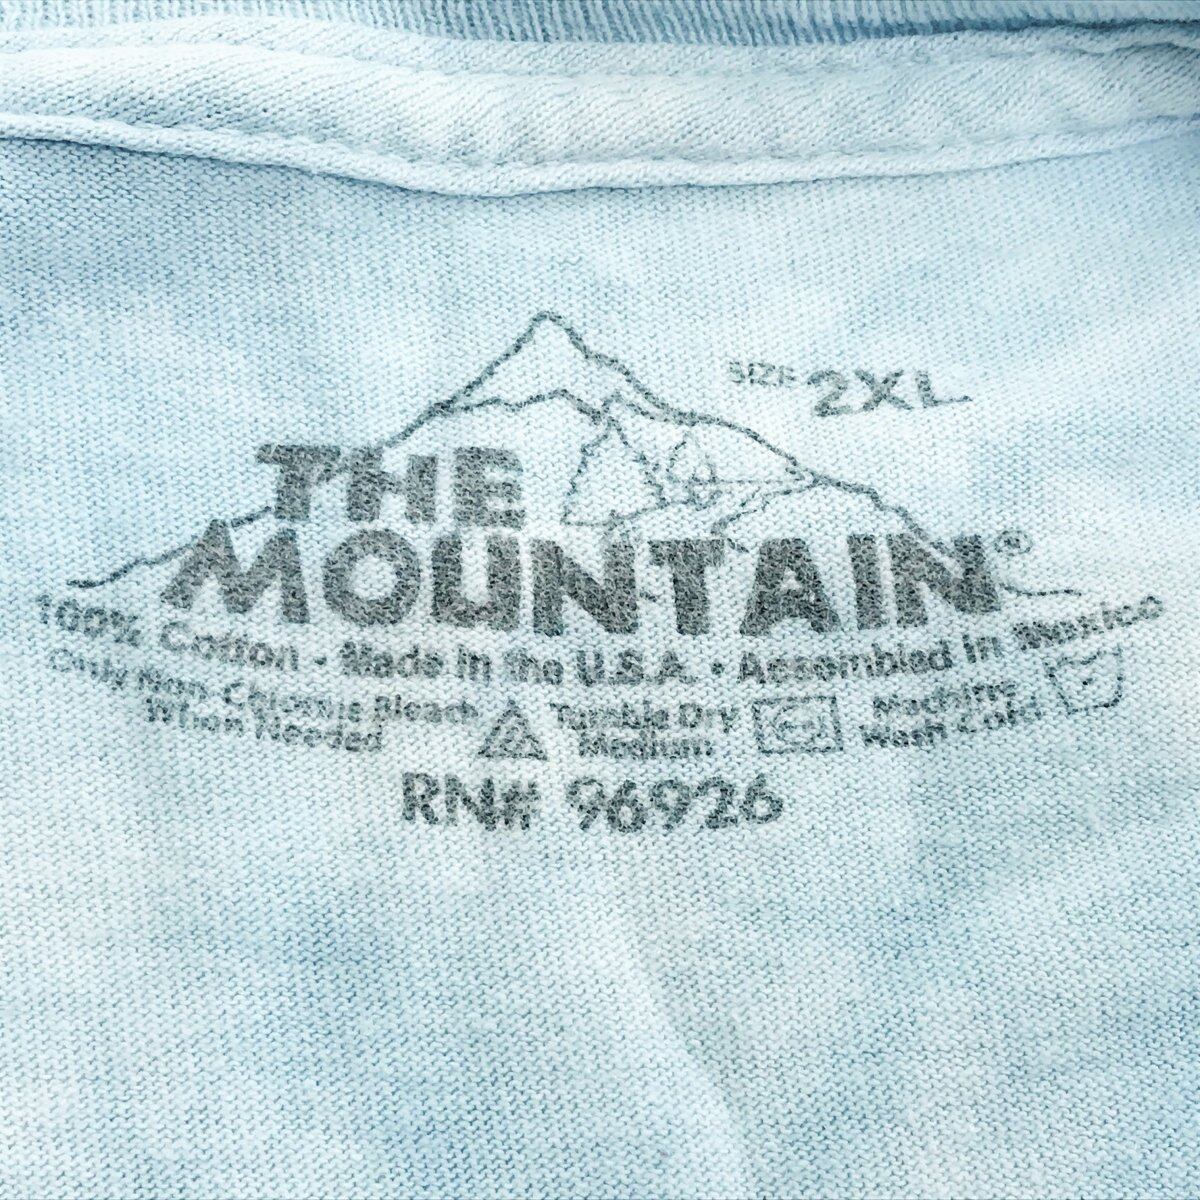 SIZE 2XL
THE
MOUNTAIN®
100% Cotton • Made in the U.S.A. • Assembled in Mexico
Only Non-Chlorine Bleach
When Needed
Tumble Dry
Medium
Machine
Wash Cold
RN# 96926